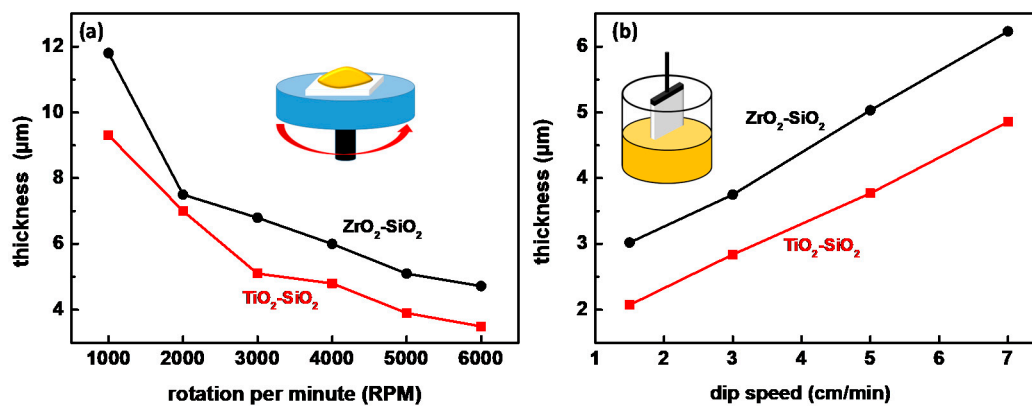 (a)
thickness (µm)
12
10
8
6
4
ZrO₂-SiO₂
TiO₂-SiO₂
1000 2000 3000 4000 5000 6000
rotation per minute (RPM)
(b)
thickness (µm)
6
5
4
3
2
ZrO₂-SiO₂
TiO₂-SiO₂
1 2 3 4 5 6 7
dip speed (cm/min)